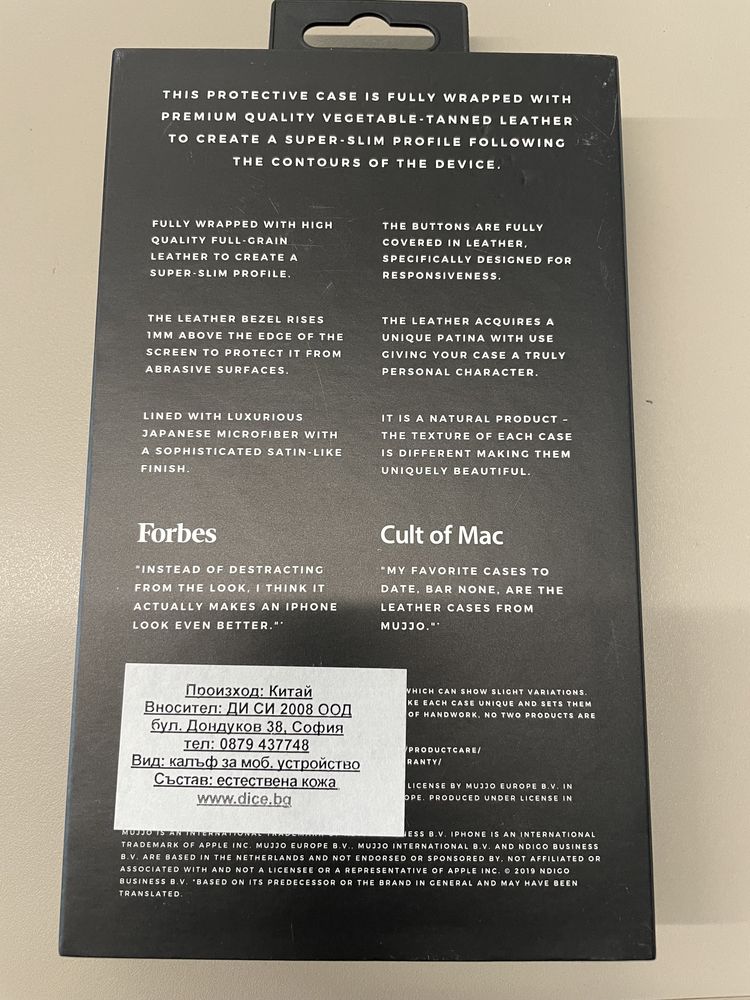 THIS PROTECTIVE CASE IS FULLY WRAPPED WITH
PREMIUM QUALITY VEGETABLE-TANNED LEATHER
TO CREATE A SUPER-SLIM PROFILE FOLLOWING
THE CONTOURS OF THE DEVICE.
FULLY WRAPPED WITH HIGH
QUALITY FULL-GRAIN
LEATHER TO CREATE A
SUPER-SLIM PROFILE.
THE BUTTONS ARE FULLY
COVERED IN LEATHER,
SPECIFICALLY DESIGNED FOR
RESPONSIVENESS.
THE LEATHER BEZEL RISES
1MM ABOVE THE EDGE OF THE
SCREEN TO PROTECT IT FROM
ABRASIVE SURFACES.
THE LEATHER ACQUIRES A
UNIQUE PATINA WITH USE
GIVING YOUR CASE A TRULY
PERSONAL CHARACTER.
LINED WITH LUXURIOUS
JAPANESE MICROFIBER WITH
A SOPHISTICATED SATIN-LIKE
FINISH.
IT IS A NATURAL PRODUCT –
THE TEXTURE OF EACH CASE
IS DIFFERENT MAKING THEM
UNIQUELY BEAUTIFUL.
Forbes
"INSTEAD OF DESTRACTING
FROM THE LOOK, I THINK IT
ACTUALLY MAKES AN IPHONE
LOOK EVEN BETTER."*
Cult of Mac
"MY FAVORITE CASES TO
DATE, BAR NONE, ARE THE
LEATHER CASES FROM
MUJJO."*
Произход: Китай
Вносител: ДИ СИ 2008 ООД
бул. Дондуков 38, София
тел: 0879 437748
Вид: калъф за моб. устройство
Състав: естествена кожа
www.dice.bg
WHICH CAN SHOW SLIGHT VARIATIONS.
KE EACH CASE UNIQUE AND SETS THEM
OF HANDWORK, NO TWO PRODUCTS ARE
/PRODUCTCARE/
RANTY/
LICENSE BY MUJJO EUROPE B.V. IN
OPE. PRODUCED UNDER LICENSE IN
MUJJO IS AN INTERNATIONAL TRADEMARK NESS B.V. IPHONE IS AN INTERNATIONAL
TRADEMARK OF APPLE INC. MUJJO EUROPE B.V., MUJJO INTERNATIONAL B.V. AND NDIGO BUSINESS
B.V. ARE BASED IN THE NETHERLANDS AND NOT ENDORSED OR SPONSORED BY, NOT AFFILIATED OR
ASSOCIATED WITH AND NOT A LICENSEE OR A REPRESENTATIVE OF APPLE INC. © 2019 NDIGO
BUSINESS B.V. *BASED ON ITS PREDECESSOR OR THE BRAND IN GENERAL AND MAY HAVE BEEN
TRANSLATED.